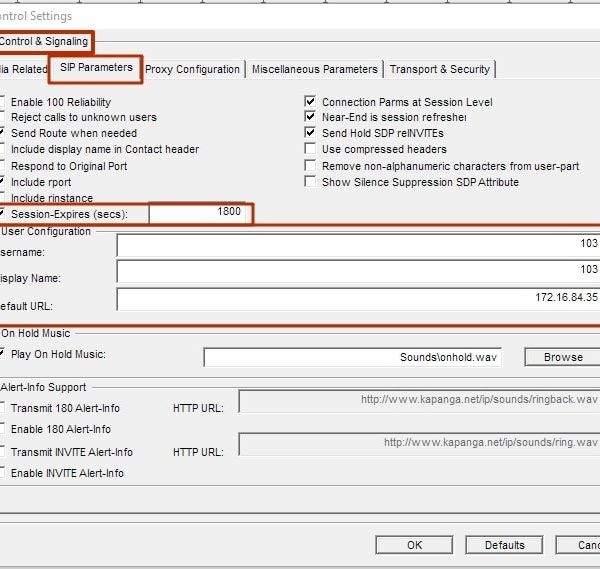 ontrol Settings
Control & Signaling
ia Related
SIP Parameters
Proxy Configuration
Miscellaneous Parameters
Transport & Security
Enable 100 Reliability
Reject calls to unknown users
Send Route when needed
Include display name in Contact header
Respond to Original Port
Include rport
Include rinstance
Session-Expires (secs): 1800
Connection Parms at Session Level
Near-End is session refresher
Send Hold SDP reINVITEs
Use compressed headers
Remove non-alphanumeric characters from user-part
Show Silence Suppression SDP Attribute
User Configuration
sername: 103
isplay Name: 103
efault URL: 172.16.84.35
On Hold Music
Play On Hold Music: Sounds\onhold.wav Browse
Alert-Info Support
Transmit 180 Alert-Info HTTP URL: http://www.kapanga.net/ip/sounds/ringback.wav
Enable 180 Alert-Info
Transmit INVITE Alert-Info HTTP URL: http://www.kapanga.net/ip/sounds/ring.wav
Enable INVITE Alert-Info
OK Defaults Canc